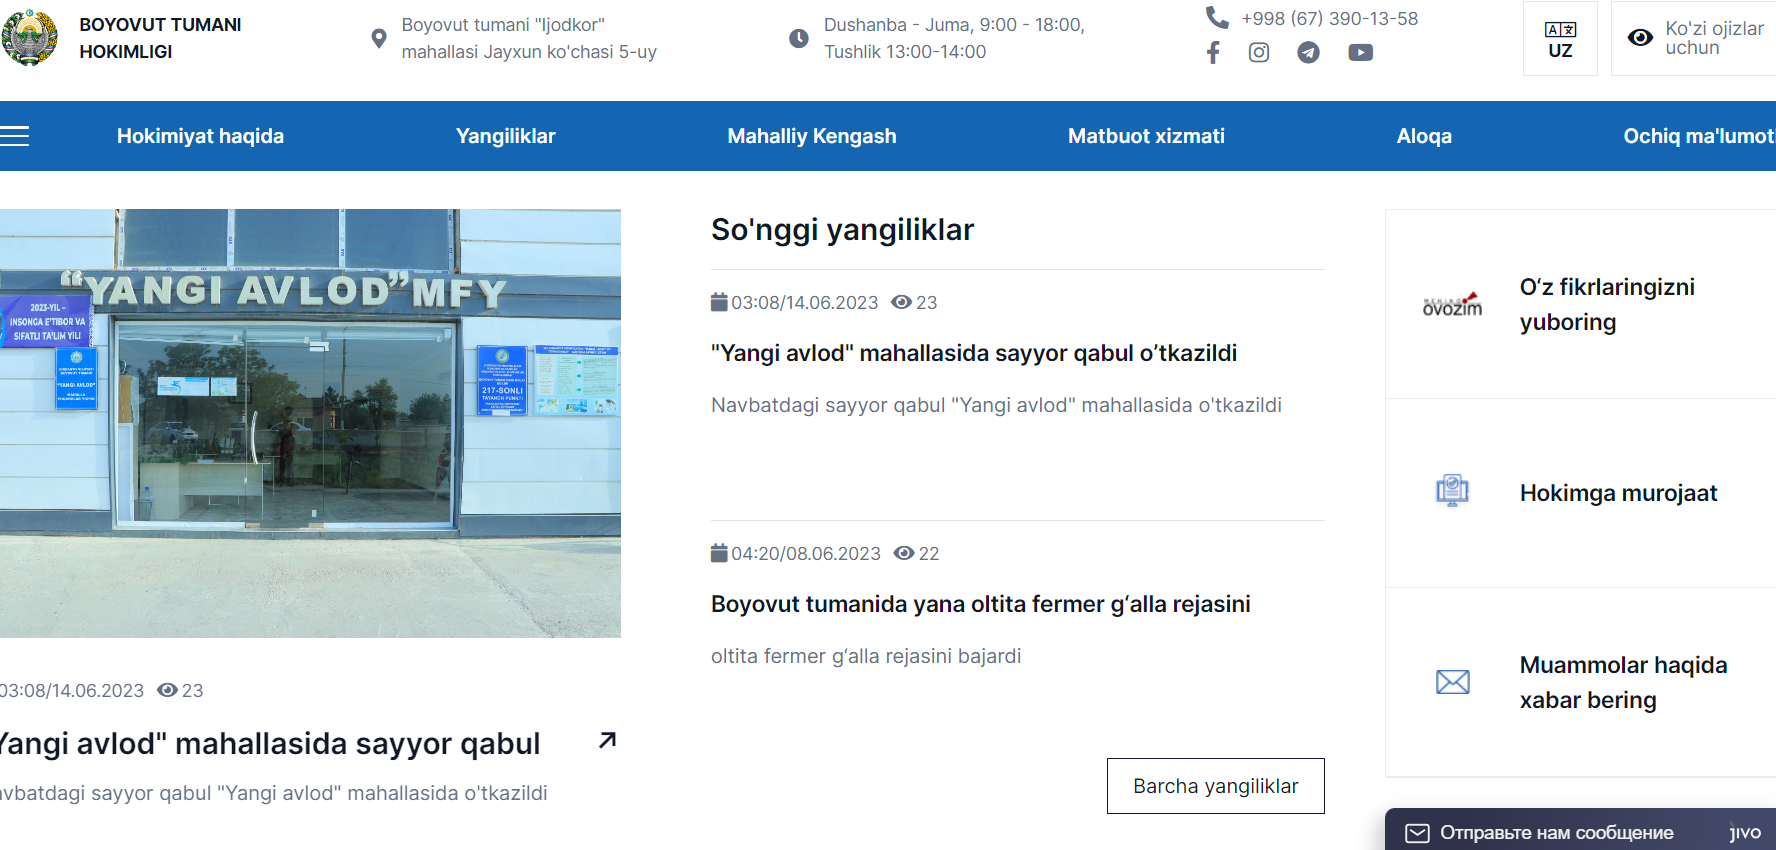 BOYOVUT TUMANI
HOKIMLIGI
Boyovut tumani "Ijodkor"
mahallasi Jayxun ko'chasi 5-uy
Dushanba - Juma, 9:00 - 18:00,
Tushlik 13:00-14:00
+998 (67) 390-13-58
UZ
Ko'zi ojizlar
uchun
Hokimiyat haqida
Yangiliklar
Mahalliy Kengash
Matbuot xizmati
Aloqa
Ochiq ma'lumot
"YANGI AVLOD" MFY
2023-YIL -
INSONGA E'TIBOR VA
SIFATLI TA'LIM YILI
"YANGI AVLOD"
217-SONLI
TAYANCH PUNKTI
03:08/14.06.2023 23
Yangi avlod" mahallasida sayyor qabul
avbatdagi sayyor qabul "Yangi avlod" mahallasida o'tkazildi
So'nggi yangiliklar
03:08/14.06.2023 23
"Yangi avlod" mahallasida sayyor qabul o’tkazildi
Navbatdagi sayyor qabul "Yangi avlod" mahallasida o'tkazildi
04:20/08.06.2023 22
Boyovut tumanida yana oltita fermer g‘alla rejasini
oltita fermer g‘alla rejasini bajardi
Barcha yangiliklar
ovozim
O‘z fikrlaringizni
yuboring
Hokimga murojaat
Muammolar haqida
xabar bering
Отправьте нам сообщение
jivo